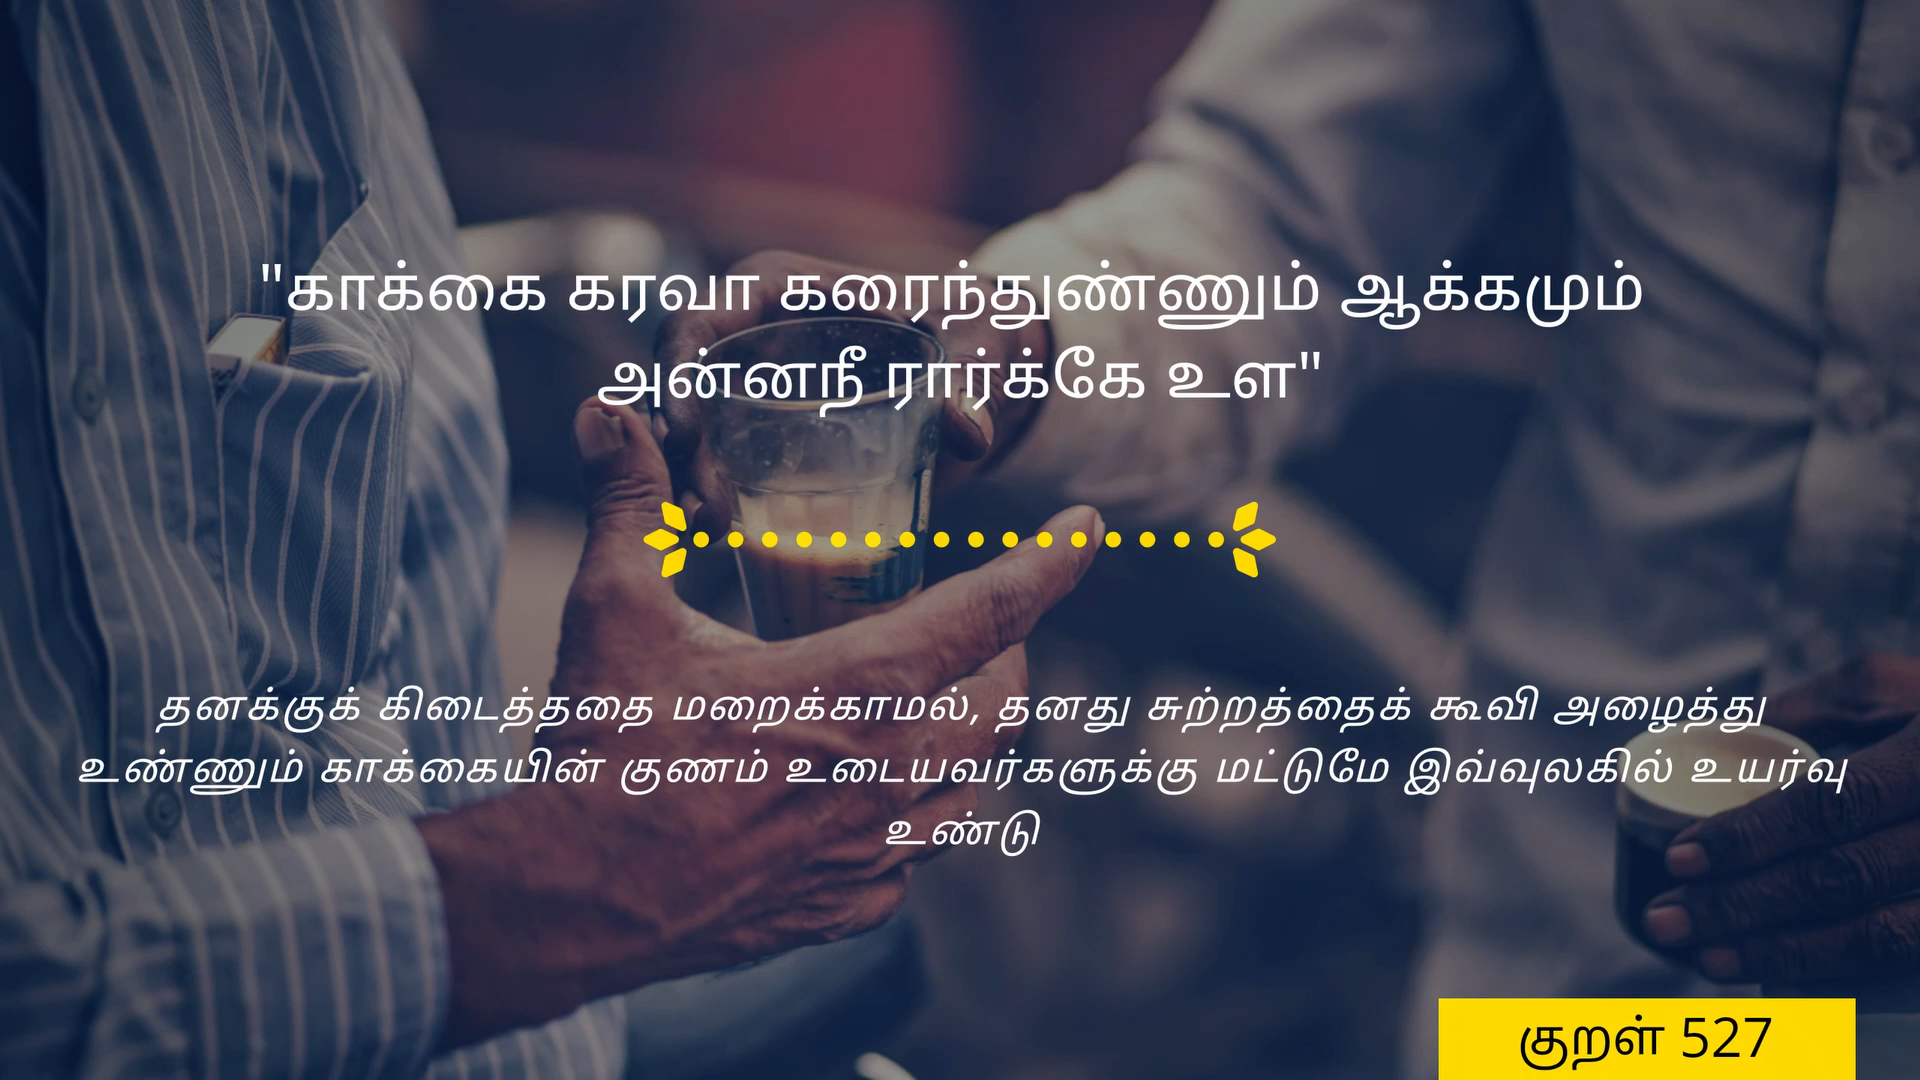 "காக்கை கரவா கரைந்துண்ணும் ஆக்கமும்
அன்னநீ ரார்க்கே உள"
தனக்குக் கிடைத்ததை மறைக்காமல், தனது சுற்றத்தைக் கூவி அழைத்து
உண்ணும் காக்கையின் குணம் உடையவர்களுக்கு மட்டுமே இவ்வுலகில் உயர்வு
உண்டு
குறள் 527